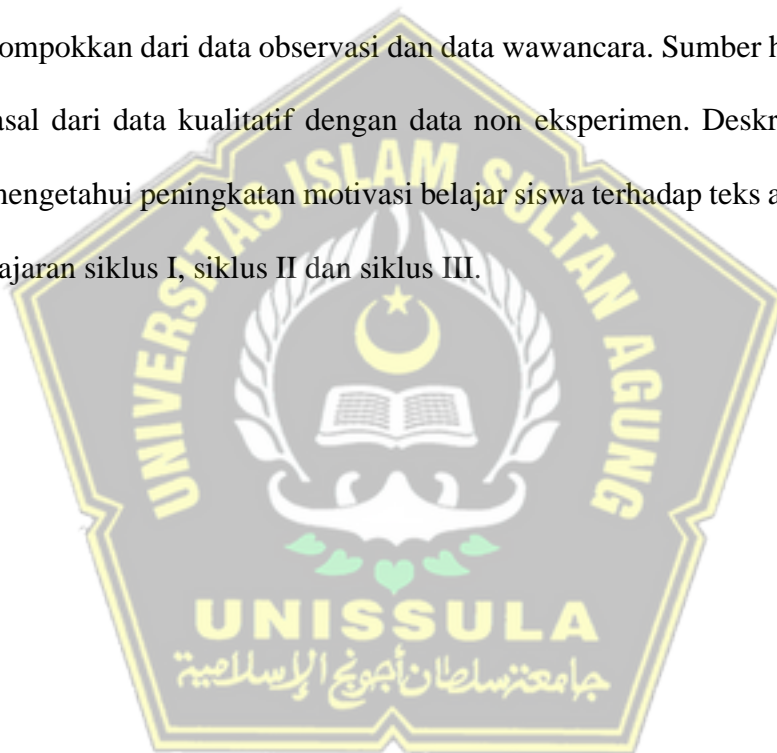 ompokkan dari data observasi dan data wawancara. Sumber h
asal dari data kualitatif dengan data non eksperimen. Deskr
mengetahui peningkatan motivasi belajar siswa terhadap teks a
ajaran siklus I, siklus II dan siklus III.
UNIVERSITAS ISLAM SULTAN AGUNG
UNISSULA
جامعتنسلطان أجونج الإسلامية